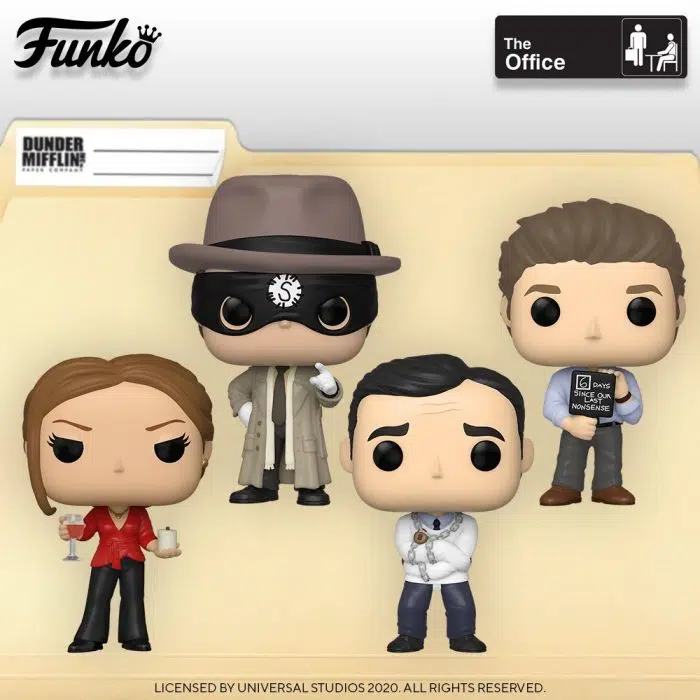 Funko
The
Office
DUNDER
MIFFLIN INC
PAPER COMPANY
S
6 DAYS
SINCE OUR
LAST
NONSENSE
LICENSED BY UNIVERSAL STUDIOS 2020. ALL RIGHTS RESERVED.